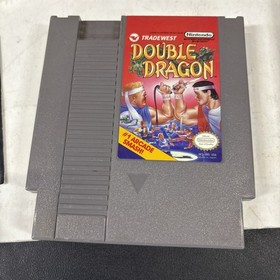 TRADEWEST
Nintendo
DOUBLE
DRAGON
#1 ARCADE
SMASH!